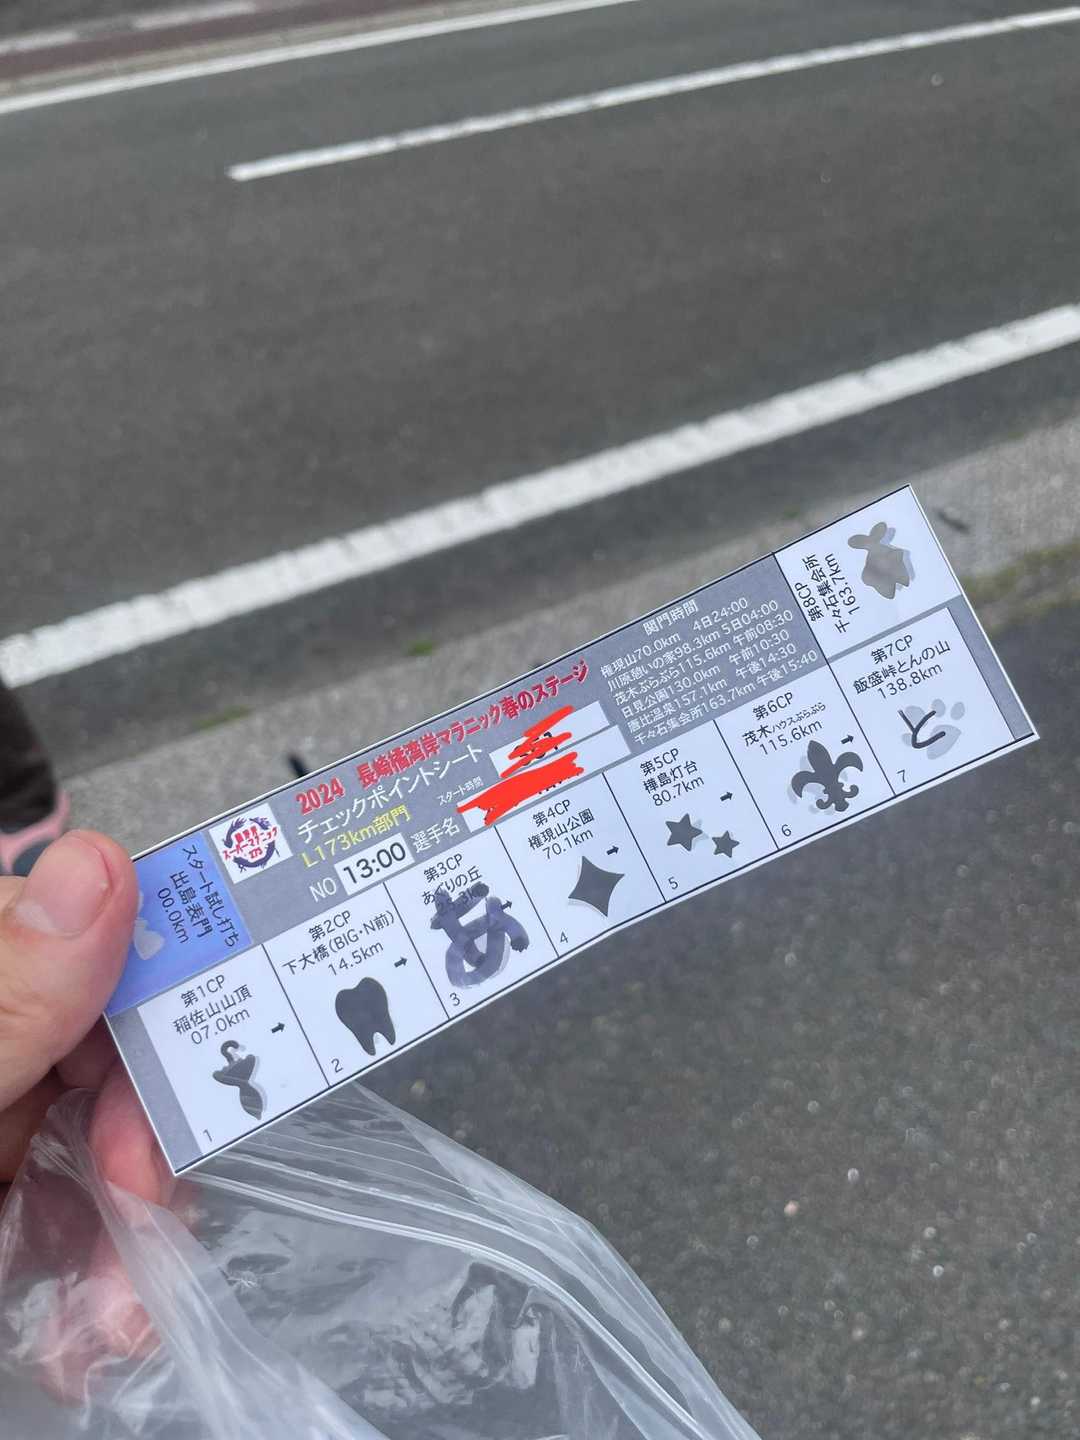 2024 長崎橘湾岸マラニック春のステージ
チェックポイントシート
L173km部門
スタート時間
NO 13:00 選手名
関門時間
権現山70.0km 4日24:00
川原憩いの家98.3km 5日04:00
茂木ぶらぶら115.6km 午前08:30
日見公園130.0km 午前10:30
唐比温泉157.1km 午後14:30
千々石集会所163.7km 午後15:40
スタート試し打ち
出島表門
00.0km
第1CP
稲佐山山頂
07.0km
1
第2CP
下大橋(BIG・N前)
14.5km
2
第3CP
あぐりの丘
あ
3
第4CP
権現山公園
70.1km
4
第5CP
樺島灯台
80.7km
5
第6CP
茂木ハウスぶらぶら
115.6km
6
第7CP
飯盛峠とんの山
138.8km
7
第8CP
千々石集会所
163.7km